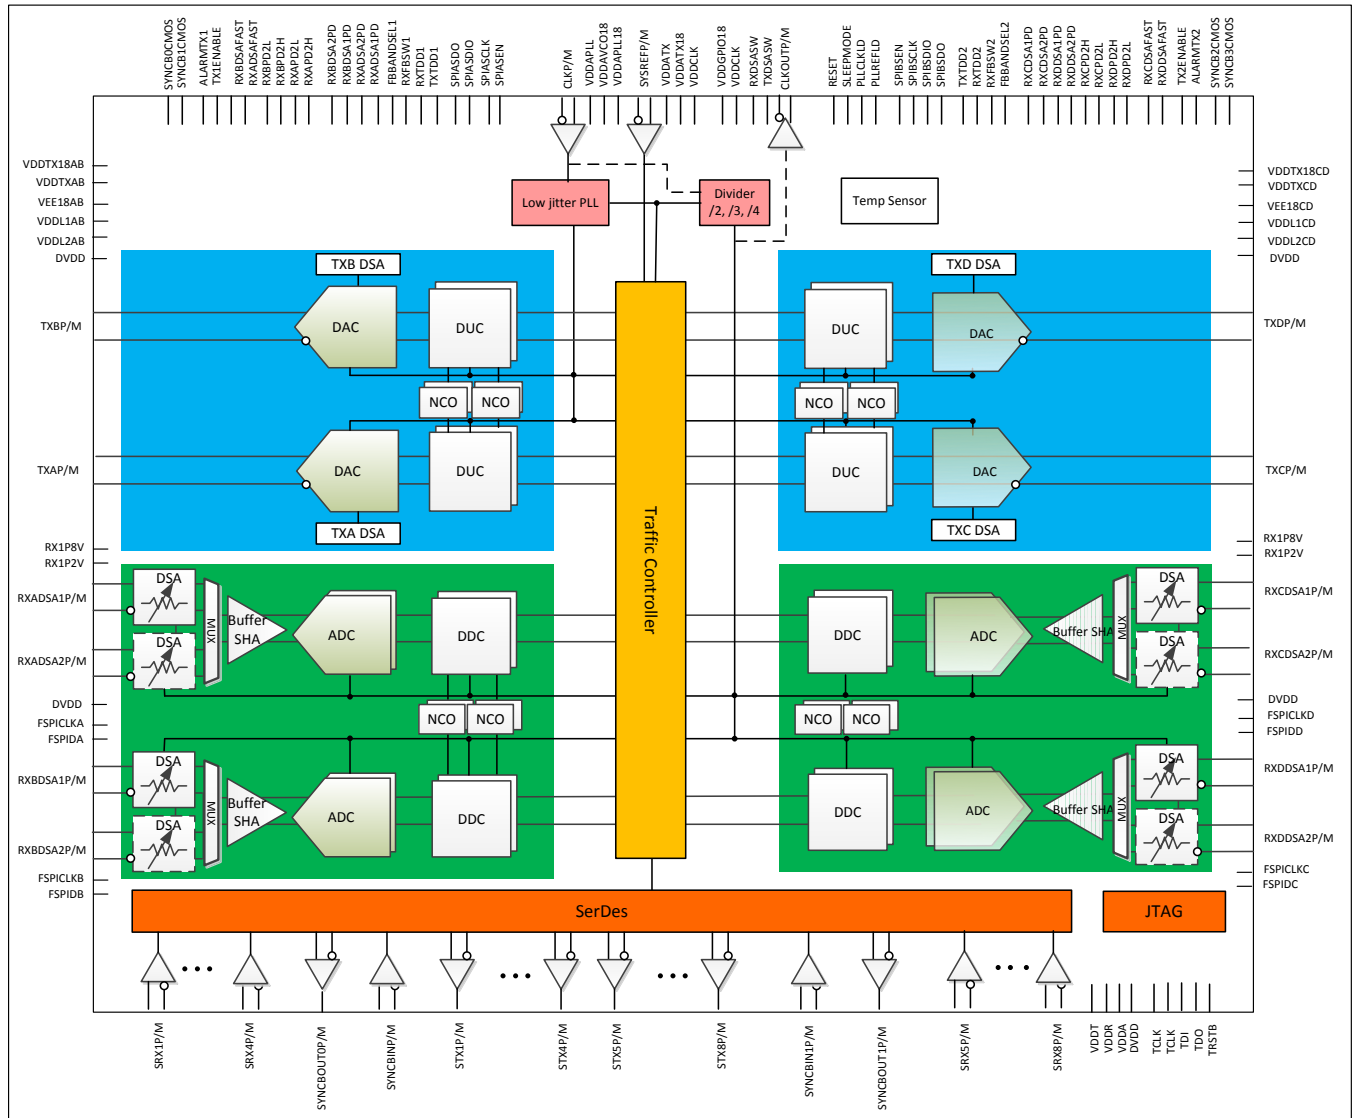 SYNCB0CMOS
SYNCB1CMOS
ALARMTX1
TX1ENABLE
RXBDSAFAST
RXADSAFAST
RXBPD2L
RXBPD2H
RXAPD2L
RXAPD2H
RXBDSA2PD
RXBDSA1PD
RXADSA2PD
RXADSA1PD
FBBANDSEL1
RXFBSW1
RXTDD1
TXTDD1
SPIASDO
SPIASDIO
SPIASCLK
SPIASEN
CLKP/M
VDDAPLL
VDDAVCO18
VDDAPLL18
SYSREFP/M
VDDATX
VDDATX18
VDDCLK
VDDGPIO18
VDDCLK
RXDSASW
TXDSASW
CLKOUTP/M
RESET
SLEEPMODE
PLLCLKLD
PLLREFLD
SPIBSEN
SPIBSCLK
SPIBSDIO
SPIBSDO
TXTDD2
RXTDD2
RXFBSW2
FBBANDSEL2
RXCDSA1PD
RXCDSA2PD
RXDDSA1PD
RXDDSA2PD
RXCPD2H
RXCPD2L
RXDPD2H
RXDPD2L
RXCDSAFAST
RXDDSAFAST
TX2ENABLE
ALARMTX2
SYNCB2CMOS
SYNCB3CMOS
VDDTX18AB
VDDTXAB
VEE18AB
VDDL1AB
VDDL2AB
DVDD
Low jitter PLL
Divider
/2, /3, /4
Temp Sensor
VDDTX18CD
VDDTXCD
VEE18CD
VDDL1CD
VDDL2CD
DVDD
TXB DSA
TXD DSA
TXBP/M
DAC
DUC
DUC
DAC
TXDP/M
NCO
NCO
NCO
NCO
TXAP/M
DAC
DUC
DUC
DAC
TXCP/M
TXA DSA
TXC DSA
Traffic Controller
RX1P8V
RX1P2V
RX1P8V
RX1P2V
RXADSA1P/M
DSA
MUX
Buffer
SHA
ADC
DDC
DDC
ADC
Buffer SHA
MUX
DSA
RXCDSA1P/M
RXADSA2P/M
DSA
DSA
RXCDSA2P/M
DVDD
FSPICLKA
FSPIDA
NCO
NCO
NCO
NCO
DVDD
FSPICLKD
FSPIDD
RXBDSA1P/M
DSA
MUX
Buffer
SHA
ADC
DDC
DDC
ADC
Buffer SHA
MUX
DSA
RXDDSA1P/M
RXBDSA2P/M
DSA
DSA
RXDDSA2P/M
FSPICLKB
FSPIDB
FSPICLKC
FSPIDC
SerDes
JTAG
SRX1P/M
SRX4P/M
SYNCBOUT0P/M
SYNCBINP/M
STX1P/M
STX4P/M
STX5P/M
STX8P/M
SYNCBIN1P/M
SYNCBOUT1P/M
SRX5P/M
SRX8P/M
VDDT
VDDR
VDDA
DVDD
TCLK
TCLK
TDI
TDO
TRSTB